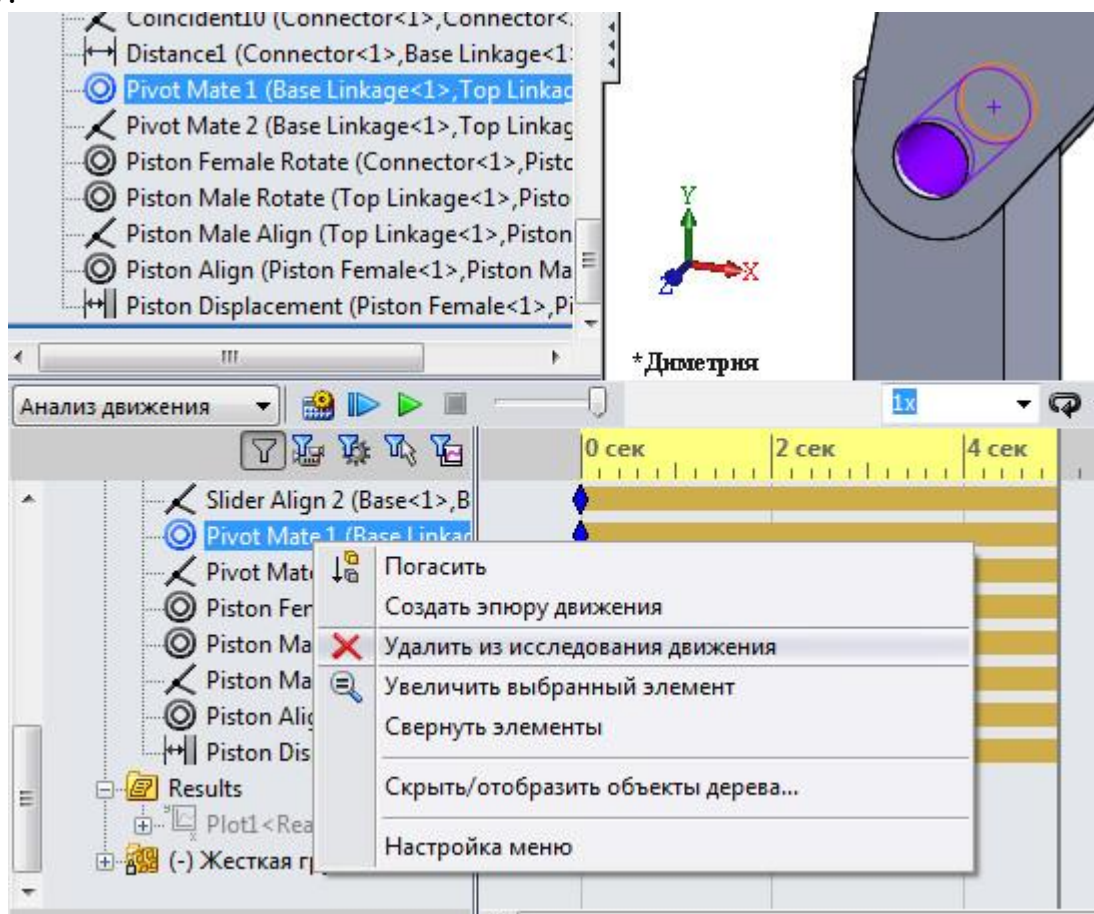 Coincident10 (Connector<1>,Connector<
Distance1 (Connector<1>,Base Linkage<1
Pivot Mate 1 (Base Linkage<1>,Top Linkag
Pivot Mate 2 (Base Linkage<1>,Top Linkag
Piston Female Rotate (Connector<1>,Pisto
Piston Male Rotate (Top Linkage<1>,Pisto
Piston Male Align (Top Linkage<1>,Piston
Piston Align (Piston Female<1>,Piston Ma
Piston Displacement (Piston Female<1>,Pi
Y
X
Z
*Диметрия
Анализ движения
1x
0 сек 2 сек 4 сек
Slider Align 2 (Base<1>,B
Pivot Mate 1 (Base Linkag
Pivot Mat
Piston Fer
Piston Ma
Piston Ma
Piston Alig
Piston Dis
Results
Plot1<Rea
(-) Жесткая г
Погасить
Создать эпюру движения
Удалить из исследования движения
Увеличить выбранный элемент
Свернуть элементы
Скрыть/отобразить объекты дерева...
Настройка меню